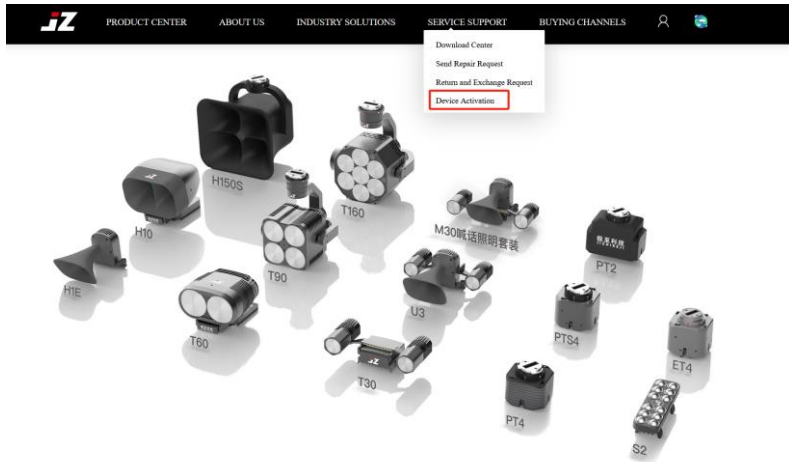 JZ
PRODUCT CENTER
ABOUT US
INDUSTRY SOLUTIONS
SERVICE SUPPORT
BUYING CHANNELS
Download Center
Send Repair Request
Return and Exchange Request
Device Activation
H150S
T160
H10
M30喊话照明套装
T90
PT2
H1E
U3
T60
PTS4
ET4
T30
PT4
S2